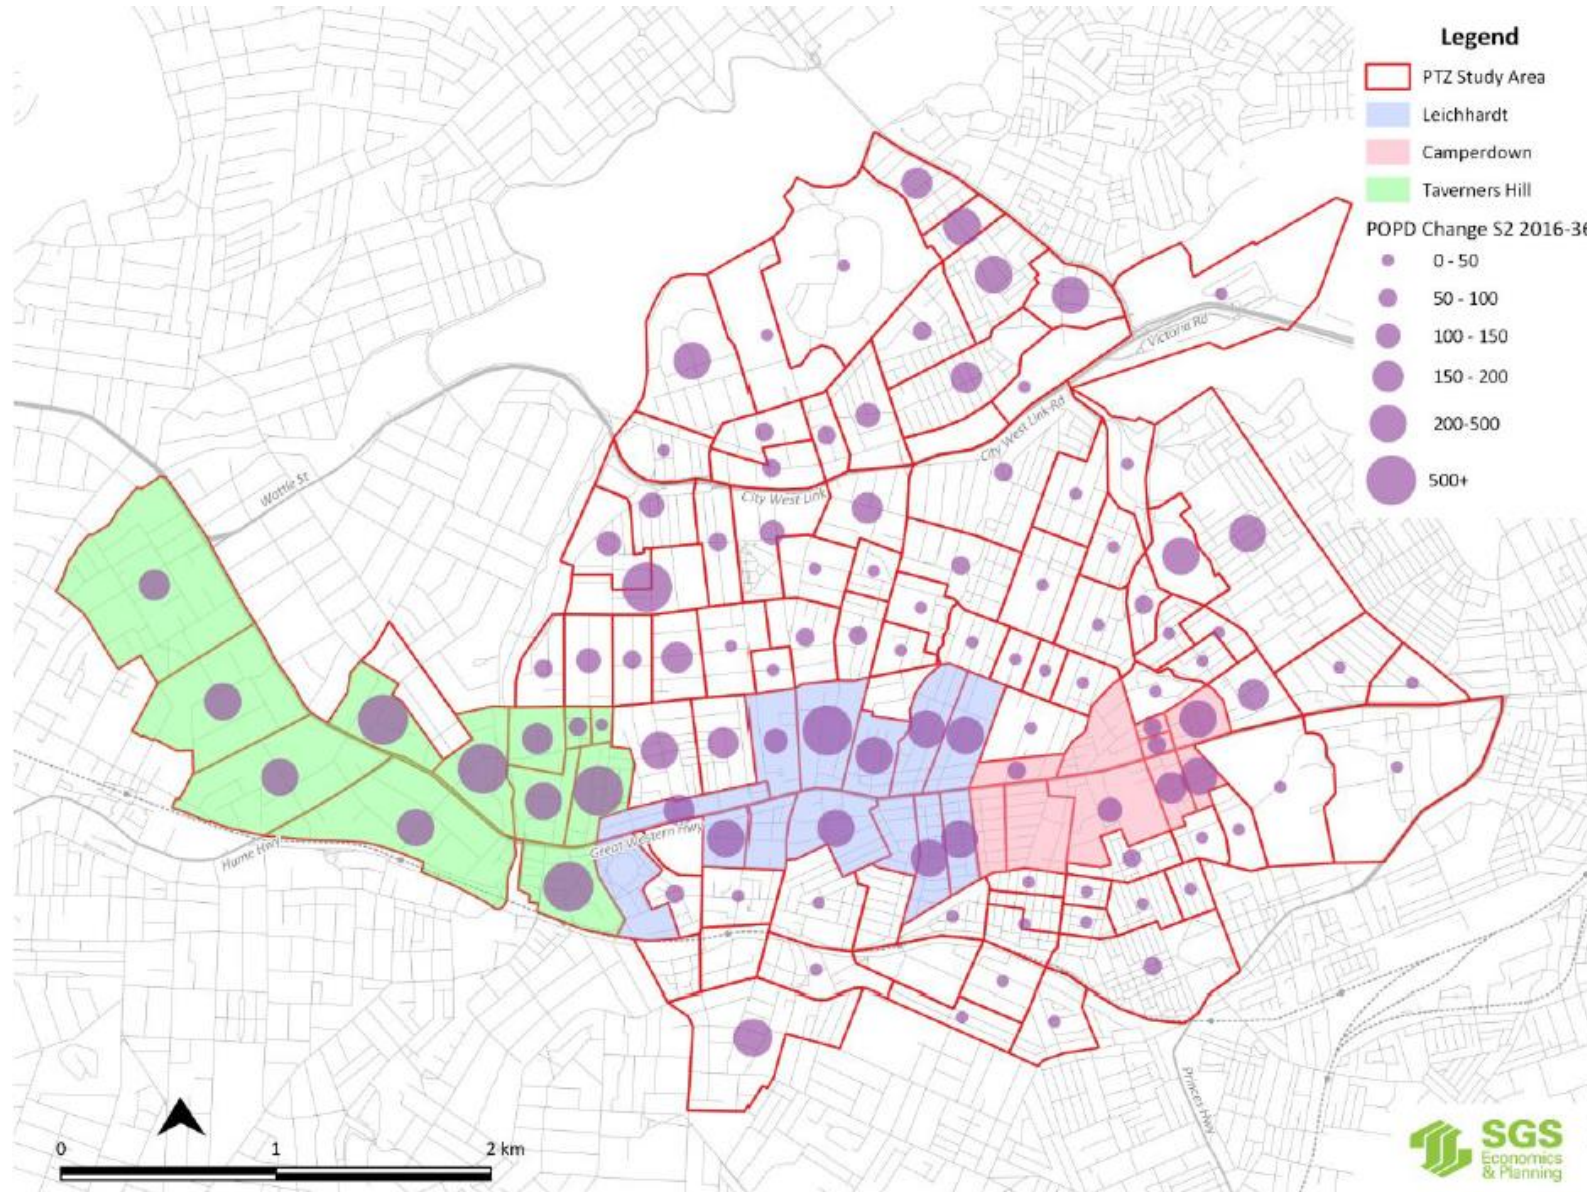 Legend
PTZ Study Area
Leichhardt
Camperdown
Taverners Hill
POPD Change S2 2016-36
0 - 50
50 - 100
100 - 150
150 - 200
200-500
500+
Victoria Rd
City West Link Rd
Wattle St
City West Link
Great Western Hwy
Hume Hwy
Princes Hwy
0 1 2 km
SGS
Economics
& Planning